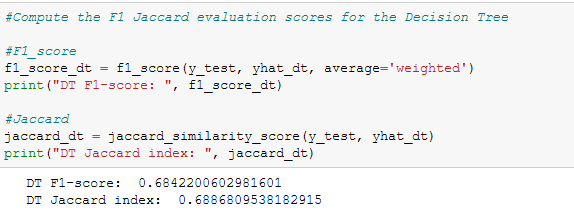 #Compute the F1 Jaccard evaluation scores for the Decision Tree
#F1_score
f1_score_dt = f1_score(y_test, yhat_dt, average='weighted')
print("DT F1-score: ", f1_score_dt)
#Jaccard
jaccard_dt = jaccard_similarity_score(y_test, yhat_dt)
print("DT Jaccard index: ", jaccard_dt)
DT F1-score:  0.6842200602981601
DT Jaccard index:  0.6886809538182915